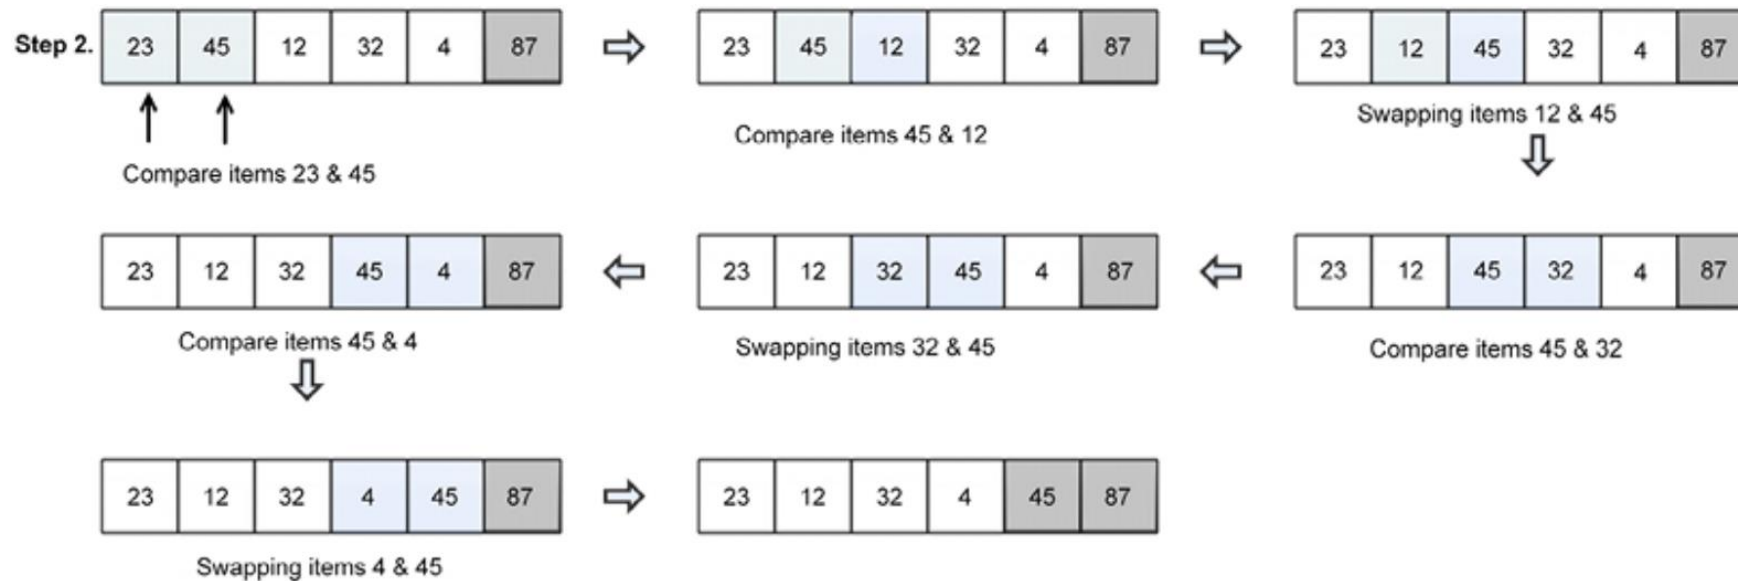 Step 2. 23 45 12 32 4 87
23 45 12 32 4 87
23 12 45 32 4 87
Compare items 23 & 45
Compare items 45 & 12
Swapping items 12 & 45
23 12 32 45 4 87
23 12 32 45 4 87
23 12 45 32 4 87
Compare items 45 & 4
Swapping items 32 & 45
Compare items 45 & 32
23 12 32 4 45 87
23 12 32 4 45 87
Swapping items 4 & 45